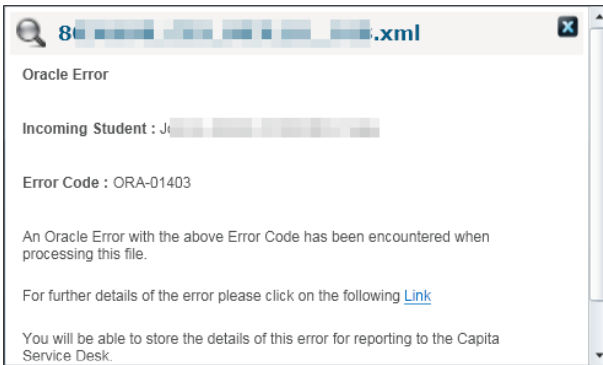 .xml
Oracle Error
Incoming Student :
Error Code : ORA-01403
An Oracle Error with the above Error Code has been encountered when
processing this file.
For further details of the error please click on the following Link
You will be able to store the details of this error for reporting to the Capita
Service Desk.